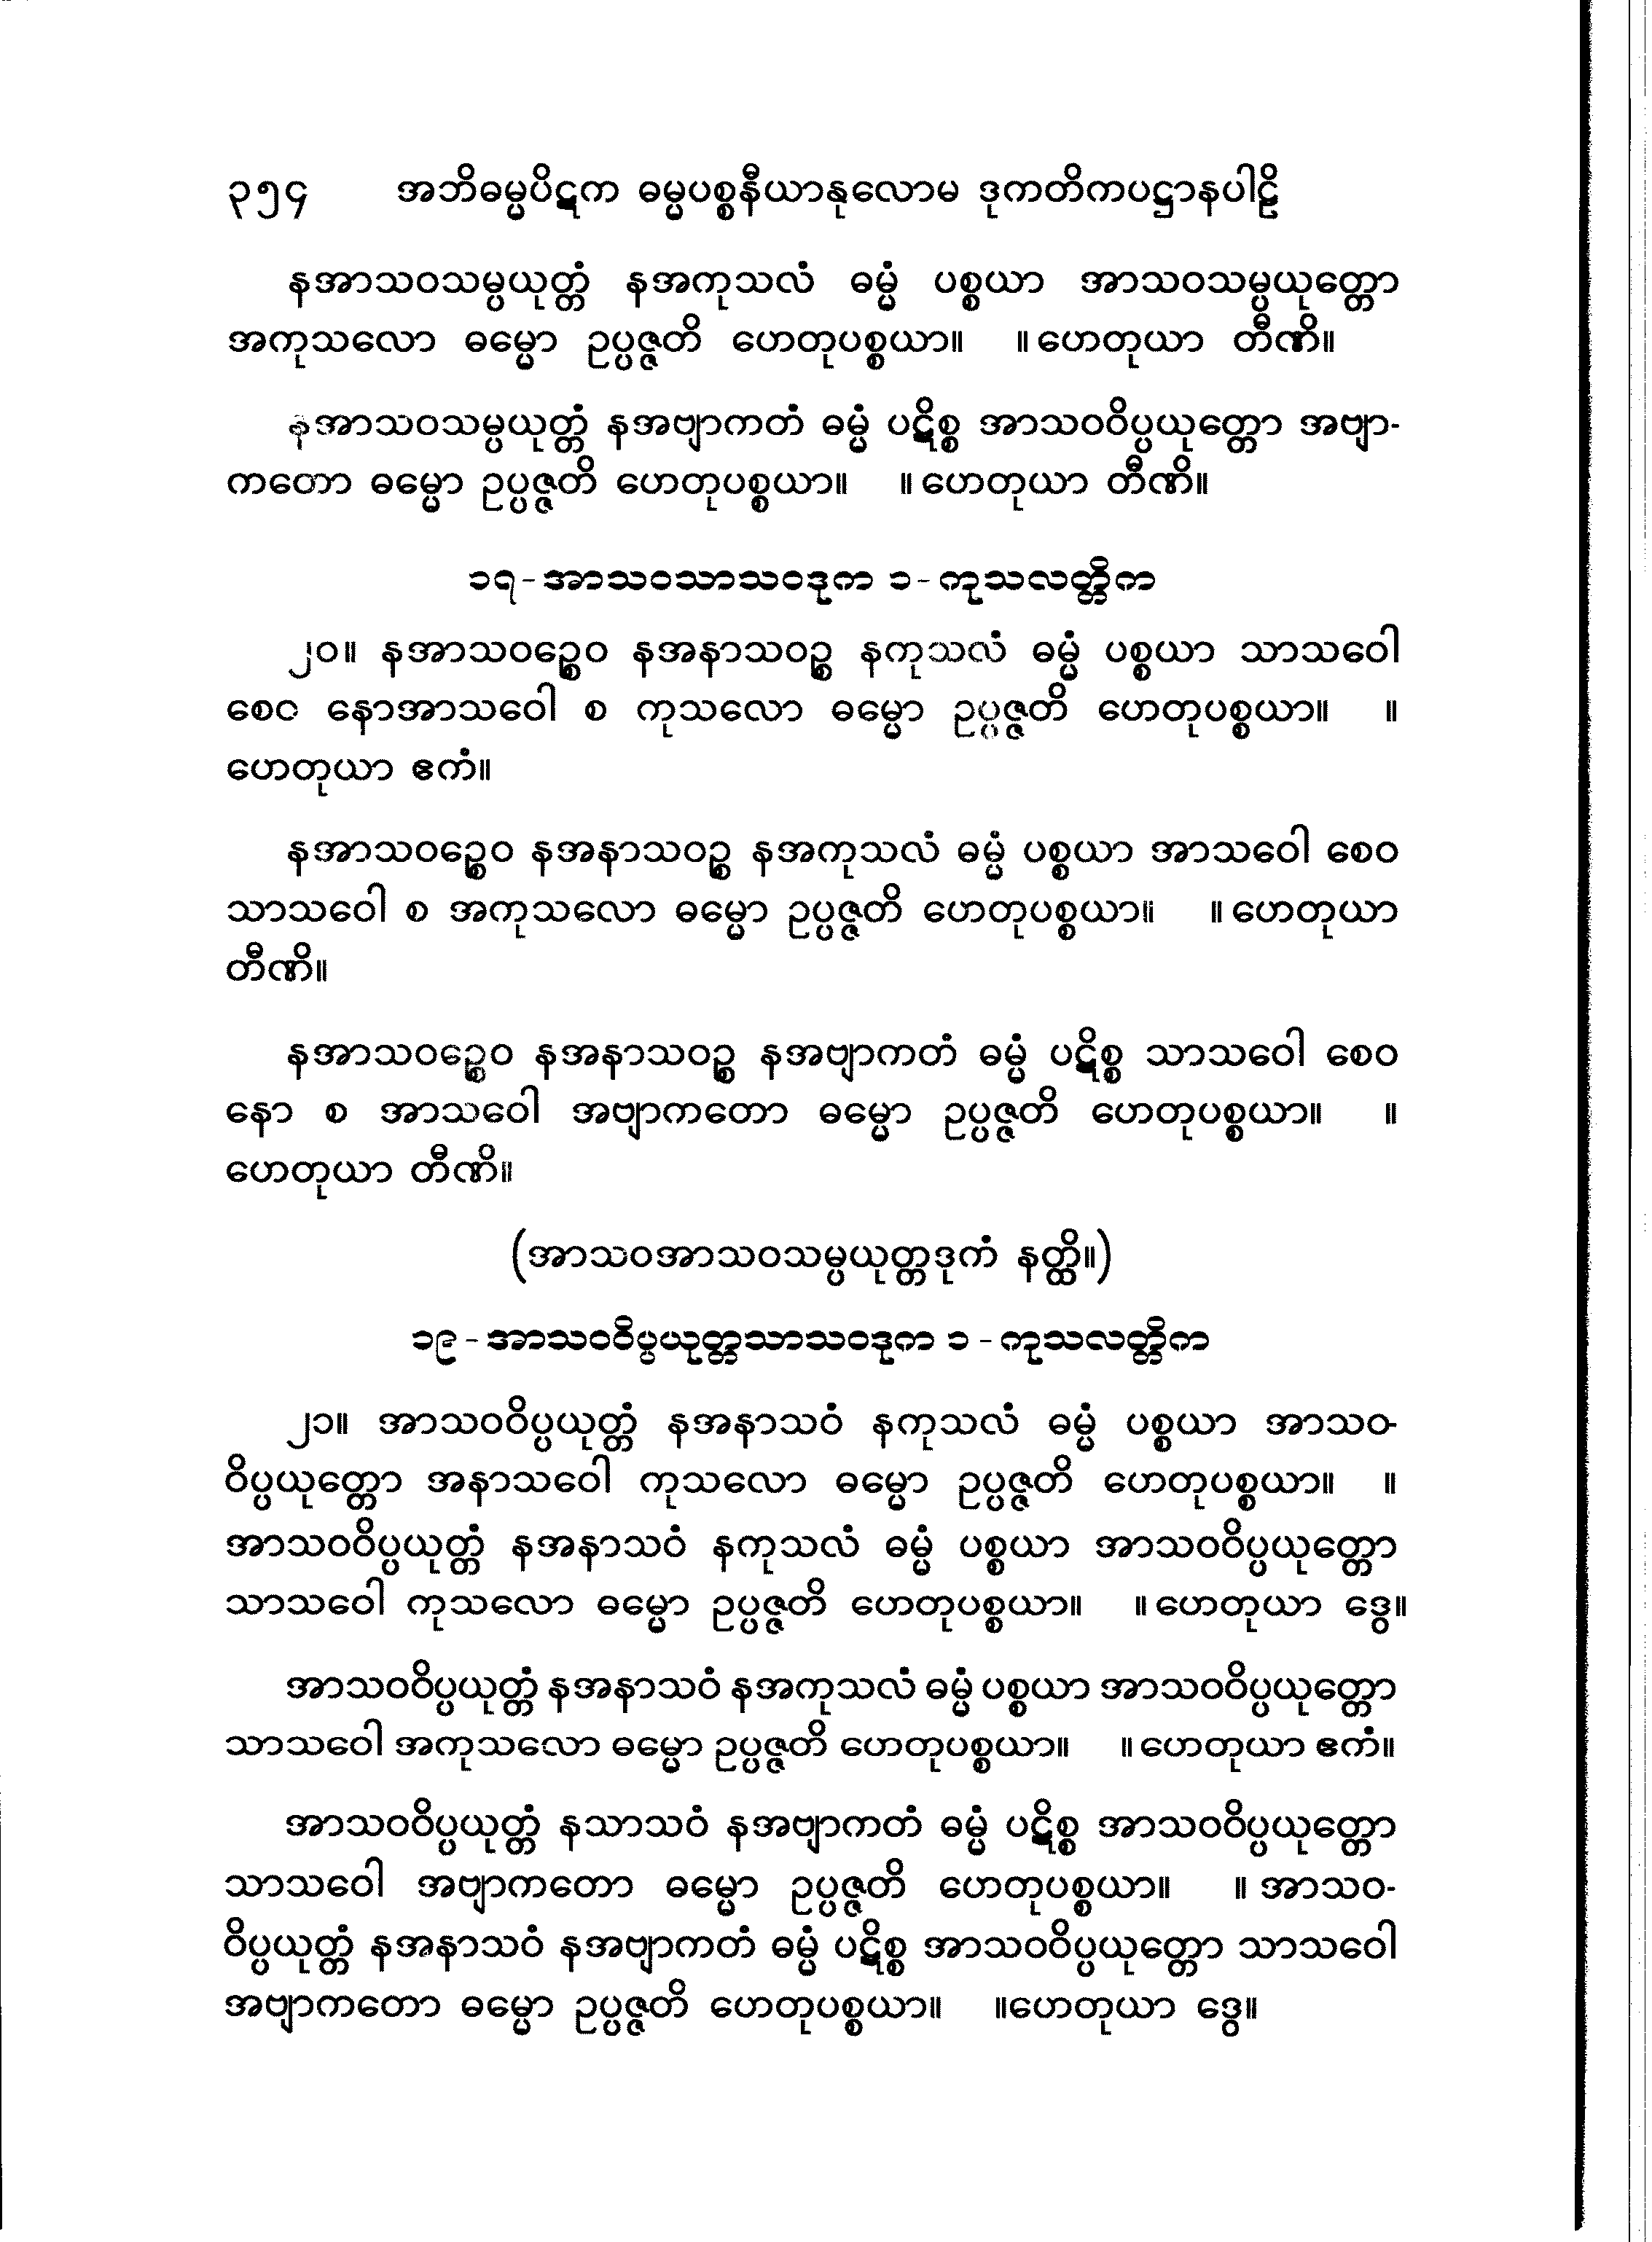 ၃၅၄ အဘိဓမ္မပိဋက ဓမ္မပစ္စနီယာနုလောမ ဒုကတိကပဋ္ဌာနပါဠိ
နအာသဝသမ္ပယုတ္တံ နအကုသလံ ဓမ္မံ ပစ္စယာ အာသဝသမ္ပယုတ္တော
အကုသလော ဓမ္မော ဥပ္ပဇ္ဇတိ ဟေတုပစ္စယာ။ ။ ဟေတုယာ တီဏိ။
နအာသဝသမ္ပယုတ္တံ နအဗျာကတံ ဓမ္မံ ပဋိစ္စ အာသဝဝိပ္ပယုတ္တော အဗျာ-
ကတော ဓမ္မော ဥပ္ပဇ္ဇတိ ဟေတုပစ္စယာ။ ။ ဟေတုယာ တီဏိ။
၁၇-အာသဝသာသဝဒုက ၁-ကုသလတ္တိက
၂၀။ နအာသဝဉ္စေဝ နအနာသဝဉ္စ နကုသလံ ဓမ္မံ ပစ္စယာ သာသဝေါ
စေဝ နောအာသဝေါ စ ကုသလော ဓမ္မော ဥပ္ပဇ္ဇတိ ဟေတုပစ္စယာ။ ။
ဟေတုယာ ဧကံ။
နအာသဝဉ္စေဝ နအနာသဝဉ္စ နအကုသလံ ဓမ္မံ ပစ္စယာ အာသဝေါ စေဝ
သာသဝေါ စ အကုသလော ဓမ္မော ဥပ္ပဇ္ဇတိ ဟေတုပစ္စယာ။ ။ ဟေတုယာ
တီဏိ။
နအာသဝဉ္စေဝ နအနာသဝဉ္စ နအဗျာကတံ ဓမ္မံ ပဋိစ္စ သာသဝေါ စေဝ
နော စ အာသဝေါ အဗျာကတော ဓမ္မော ဥပ္ပဇ္ဇတိ ဟေတုပစ္စယာ။ ။
ဟေတုယာ တီဏိ။
(အာသဝအာသဝသမ္ပယုတ္တဒုကံ နတ္ထိ။)
၁၉-အာသဝဝိပ္ပယုတ္တသာသဝဒုက ၁-ကုသလတ္တိက
၂၁။ အာသဝဝိပ္ပယုတ္တံ နအနာသဝံ နကုသလံ ဓမ္မံ ပစ္စယာ အာသဝ-
ဝိပ္ပယုတ္တော အနာသဝေါ ကုသလော ဓမ္မော ဥပ္ပဇ္ဇတိ ဟေတုပစ္စယာ။ ။
အာသဝဝိပ္ပယုတ္တံ နအနာသဝံ နကုသလံ ဓမ္မံ ပစ္စယာ အာသဝဝိပ္ပယုတ္တော
သာသဝေါ ကုသလော ဓမ္မော ဥပ္ပဇ္ဇတိ ဟေတုပစ္စယာ။ ။ ဟေတုယာ ဒွေ။
အာသဝဝိပ္ပယုတ္တံ နအနာသဝံ နအကုသလံ ဓမ္မံ ပစ္စယာ အာသဝဝိပ္ပယုတ္တော
သာသဝေါ အကုသလော ဓမ္မော ဥပ္ပဇ္ဇတိ ဟေတုပစ္စယာ။ ။ ဟေတုယာ ဧကံ။
အာသဝဝိပ္ပယုတ္တံ နသာသဝံ နအဗျာကတံ ဓမ္မံ ပဋိစ္စ အာသဝဝိပ္ပယုတ္တော
သာသဝေါ အဗျာကတော ဓမ္မော ဥပ္ပဇ္ဇတိ ဟေတုပစ္စယာ။ ။ အာသဝ-
ဝိပ္ပယုတ္တံ နအနာသဝံ နအဗျာကတံ ဓမ္မံ ပဋိစ္စ အာသဝဝိပ္ပယုတ္တော သာသဝေါ
အဗျာကတော ဓမ္မော ဥပ္ပဇ္ဇတိ ဟေတုပစ္စယာ။ ။ဟေတုယာ ဒွေ။